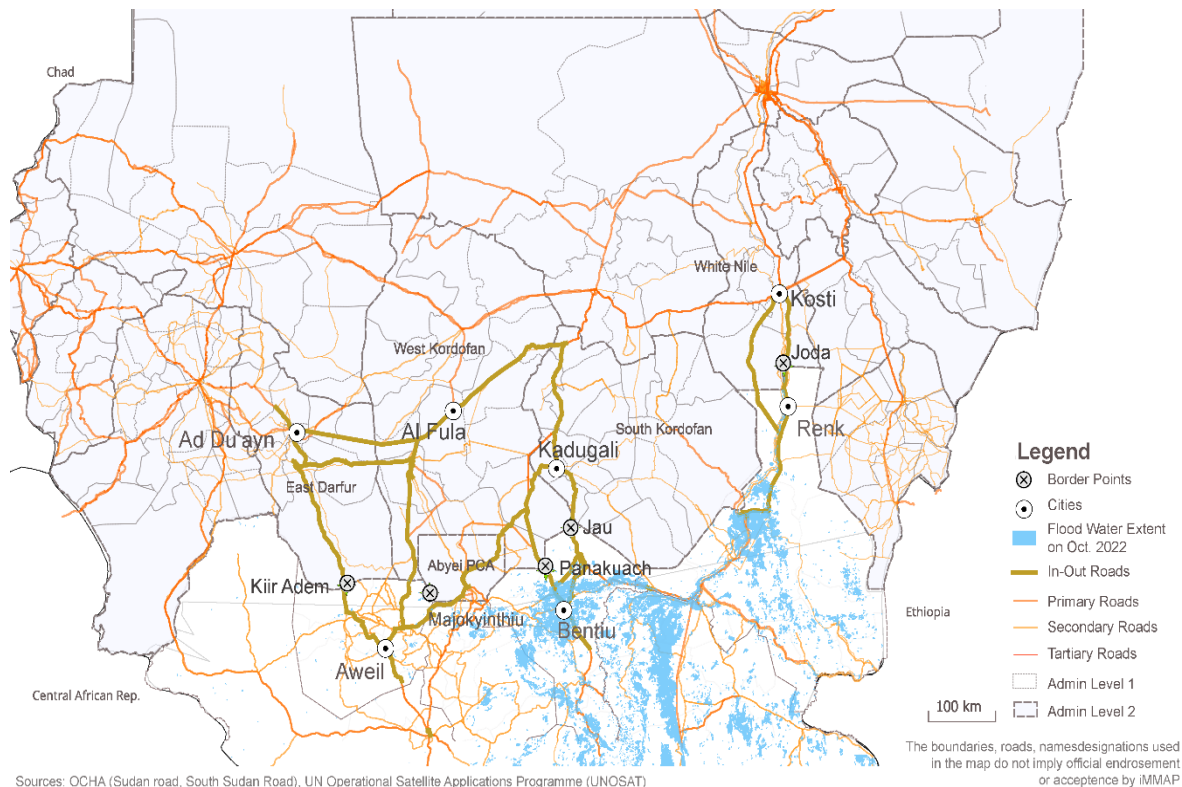 Chad
White Nile
Kosti
West Kordofan
Joda
Al Fula
Renk
Ad Du'ayn
South Kordofan
Kadugali
East Darfur
Jau
Abyei PCA
Panakuach
Kiir Adem
Majokyinthiu
Bentiu
Aweil
Ethiopia
Central African Rep.
Legend
Border Points
Cities
Flood Water Extent
on Oct. 2022
In-Out Roads
Primary Roads
Secondary Roads
Tartiary Roads
Admin Level 1
Admin Level 2
100 km
The boundaries, roads, namesdesignations used
in the map do not imply official endrosement
or acceptence by iMMAP
Sources: OCHA (Sudan road, South Sudan Road), UN Operational Satellite Applications Programme (UNOSAT)